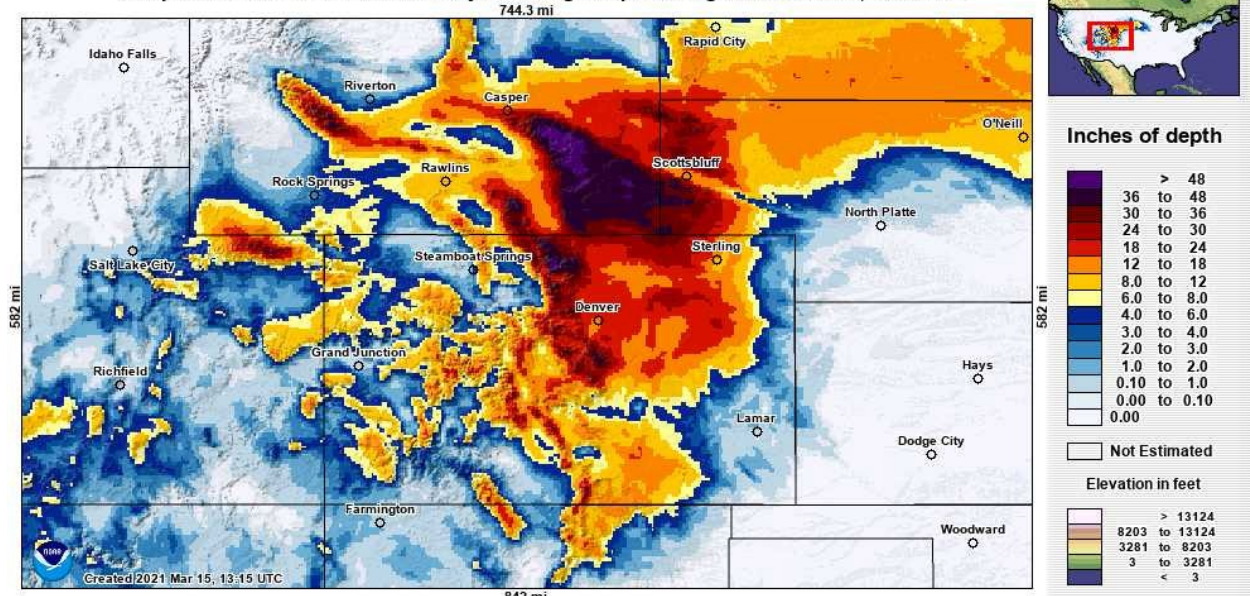 744.3 mi
Idaho Falls
Rapid City
Riverton
Casper
O'Neill
Scottsbluff
Rawlins
Rock Springs
North Platte
Sterling
Steamboat Springs
Salt Lake City
582 mi
582 mi
Denver
Grand Junction
Richfield
Hays
Lamar
Dodge City
Farmington
Woodward
noaa
Created 2021 Mar 15, 13:15 UTC
Inches of depth
> 48
36 to 48
30 to 36
24 to 30
18 to 24
12 to 18
8.0 to 12
6.0 to 8.0
4.0 to 6.0
3.0 to 4.0
2.0 to 3.0
1.0 to 2.0
0.10 to 1.0
0.00 to 0.10
0.00
Not Estimated
Elevation in feet
> 13124
8203 to 13124
3281 to 8203
3 to 3281
< 3